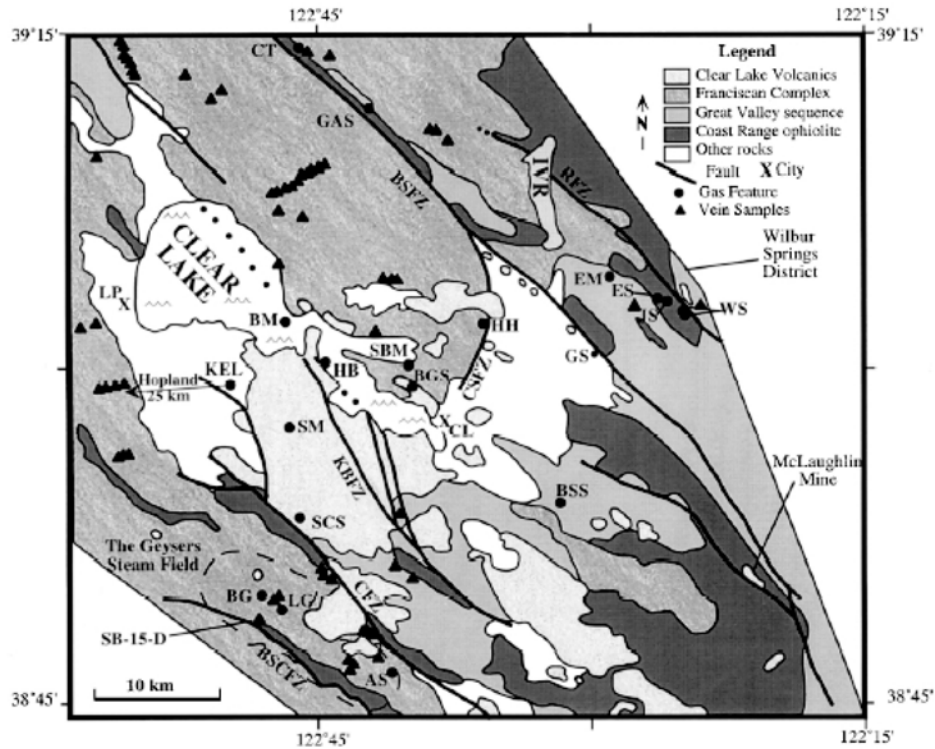 122°45'
122°15'
39°15'
39°15'
CT
GAS
Legend
Clear Lake Volcanics
Franciscan Complex
Great Valley sequence
Coast Range ophiolite
Other rocks
Fault X City
Gas Feature
Vein Samples
N
IVR
RFZ
BSFZ
Wilbur
Springs
District
CLEAR
LAKE
LP
X
EM
ES
JS
WS
BM
HH
SBM
HB
BGS
GS
KEL
Hopland
25 km
X
CL
SM
KBFZ
McLaughlin
Mine
BSS
SCS
The Geysers
Steam Field
BG
LG
CFZ
SB-15-D
BSCFZ
AS
10 km
38°45'
38°45'
122°45'
122°15'